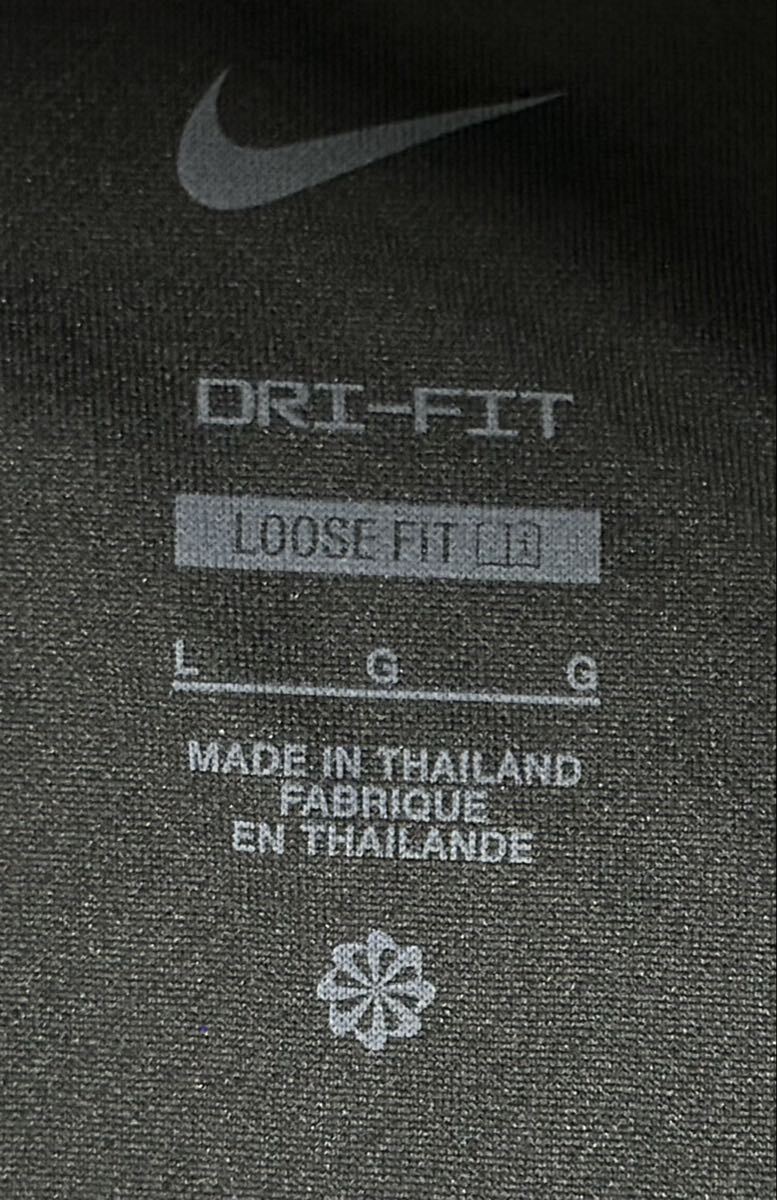 DRI-FIT
LOOSE FIT
L G G
MADE IN THAILAND
FABRIQUE
EN THAILANDE